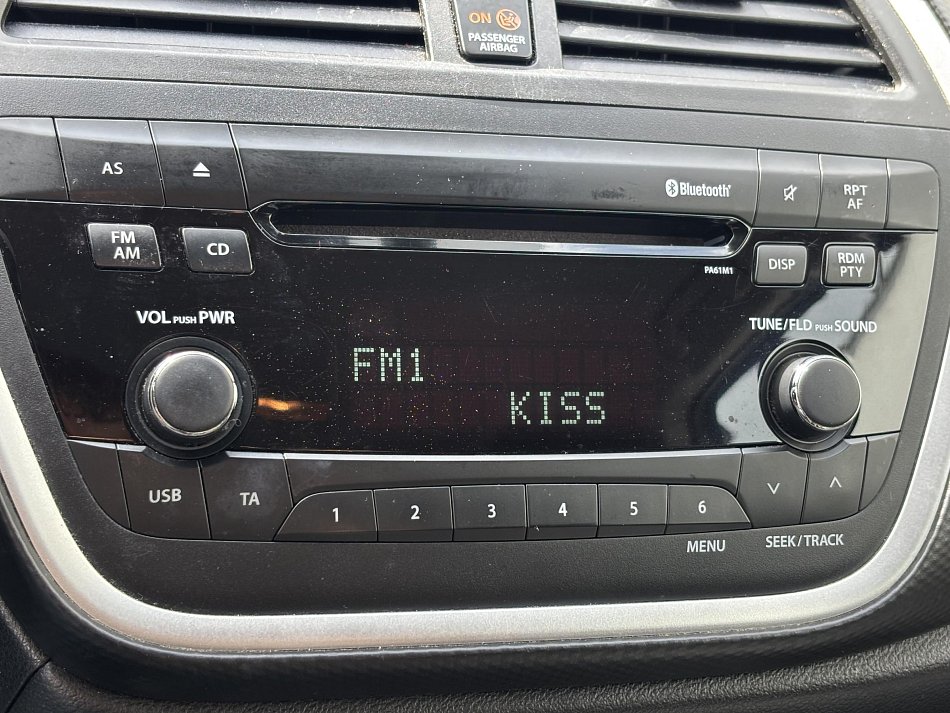 ON
PASSENGER
AIRBAG
AS
Bluetooth
RPT
AF
FM
AM
CD
PA61M1
DISP
RDM
PTY
VOL PUSH PWR
TUNE/FLD PUSH SOUND
FM1
KISS
USB
TA
1
2
3
4
5
6
MENU
SEEK/TRACK